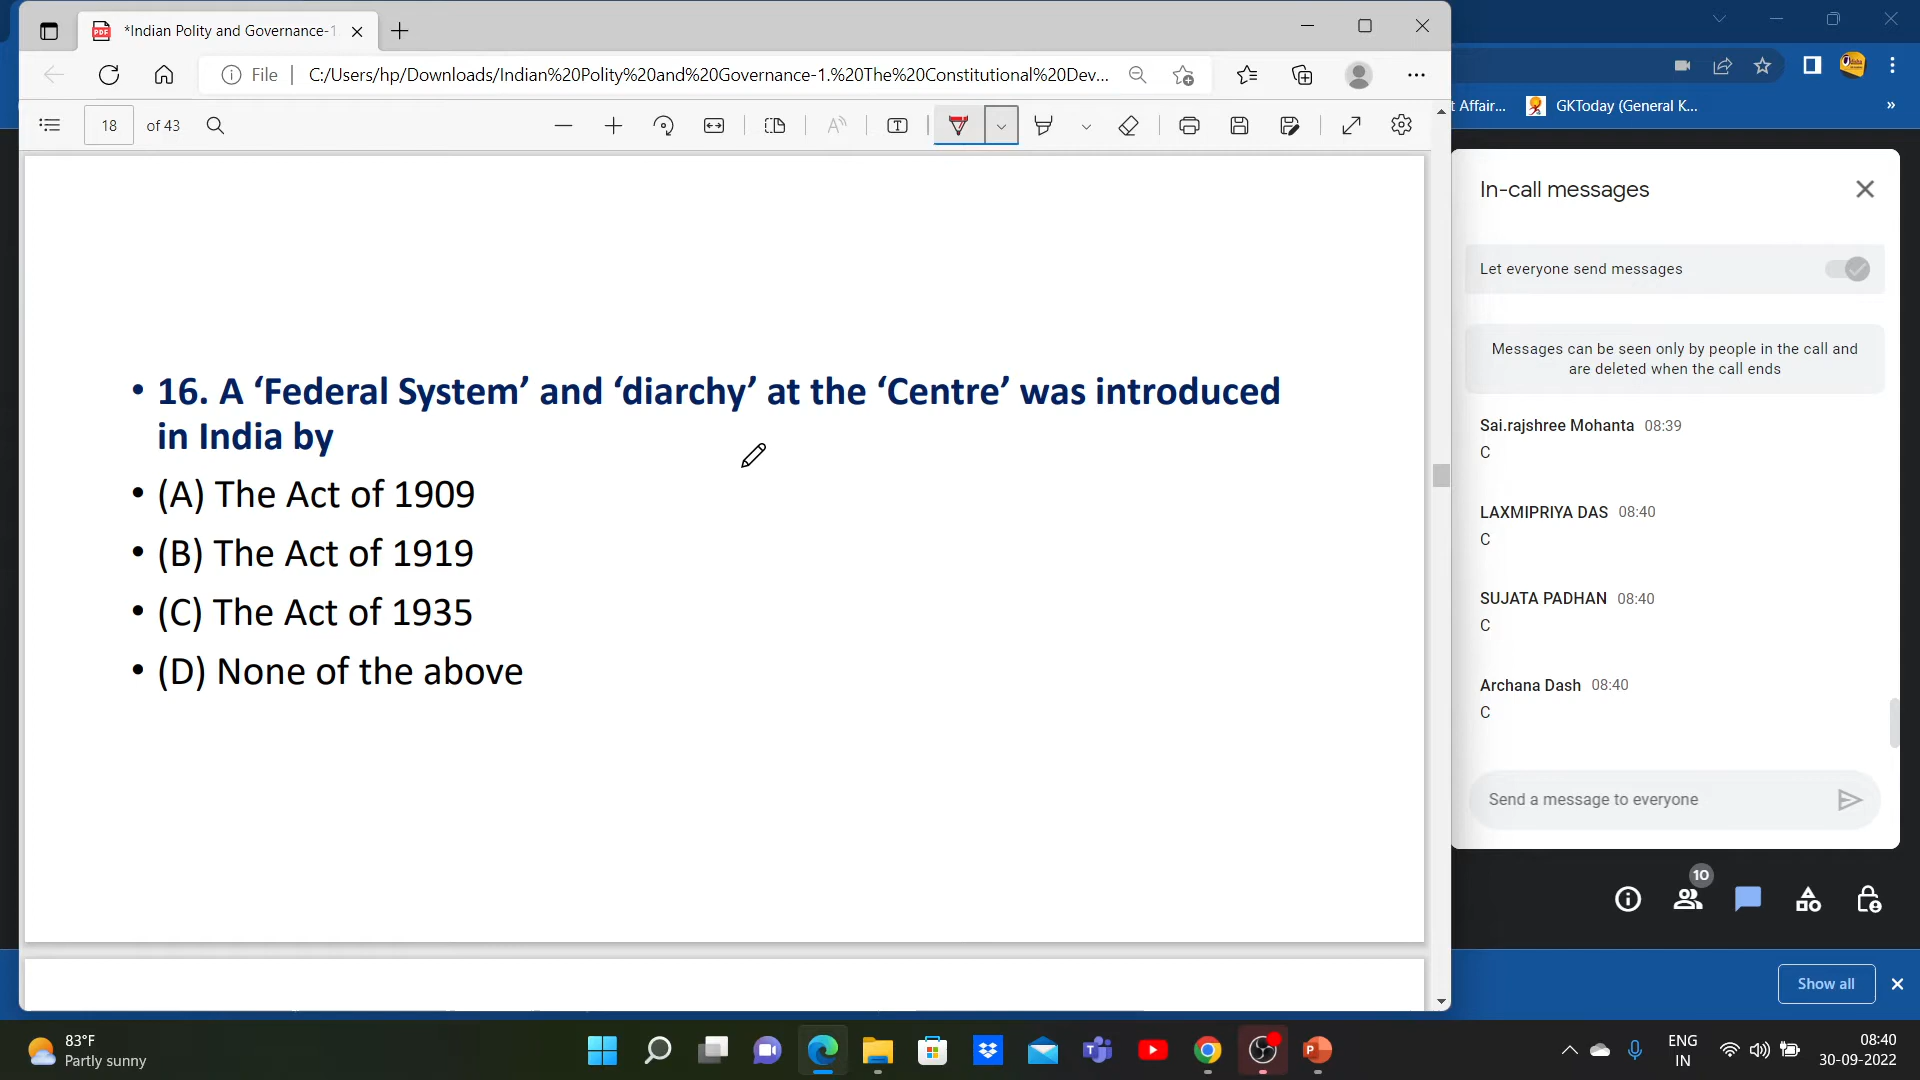 *Indian Polity and Governance-1
File
C:/Users/hp/Downloads/Indian%20Polity%20and%20Governance-1.%20The%20Constitutional%20Dev...
18 of 43
t Affair...
GKToday (General K...
»
• 16. A ‘Federal System’ and ‘diarchy’ at the ‘Centre’ was introduced
in India by
• (A) The Act of 1909
• (B) The Act of 1919
• (C) The Act of 1935
• (D) None of the above
In-call messages
Let everyone send messages
Messages can be seen only by people in the call and
are deleted when the call ends
Sai.rajshree Mohanta 08:39
C
LAXMIPRIYA DAS 08:40
C
SUJATA PADHAN 08:40
C
Archana Dash 08:40
C
Send a message to everyone
10
Show all
83°F
Partly sunny
ENG
IN
08:40
30-09-2022